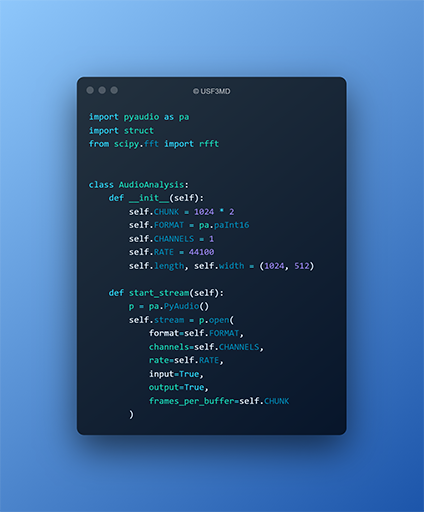 © USF3MD
import pyaudio as pa
import struct
from scipy.fft import rfft
class AudioAnalysis:
    def __init__(self):
        self.CHUNK = 1024 * 2
        self.FORMAT = pa.paInt16
        self.CHANNELS = 1
        self.RATE = 44100
        self.length, self.width = (1024, 512)
    def start_stream(self):
        p = pa.PyAudio()
        self.stream = p.open(
            format=self.FORMAT,
            channels=self.CHANNELS,
            rate=self.RATE,
            input=True,
            output=True,
            frames_per_buffer=self.CHUNK
        )